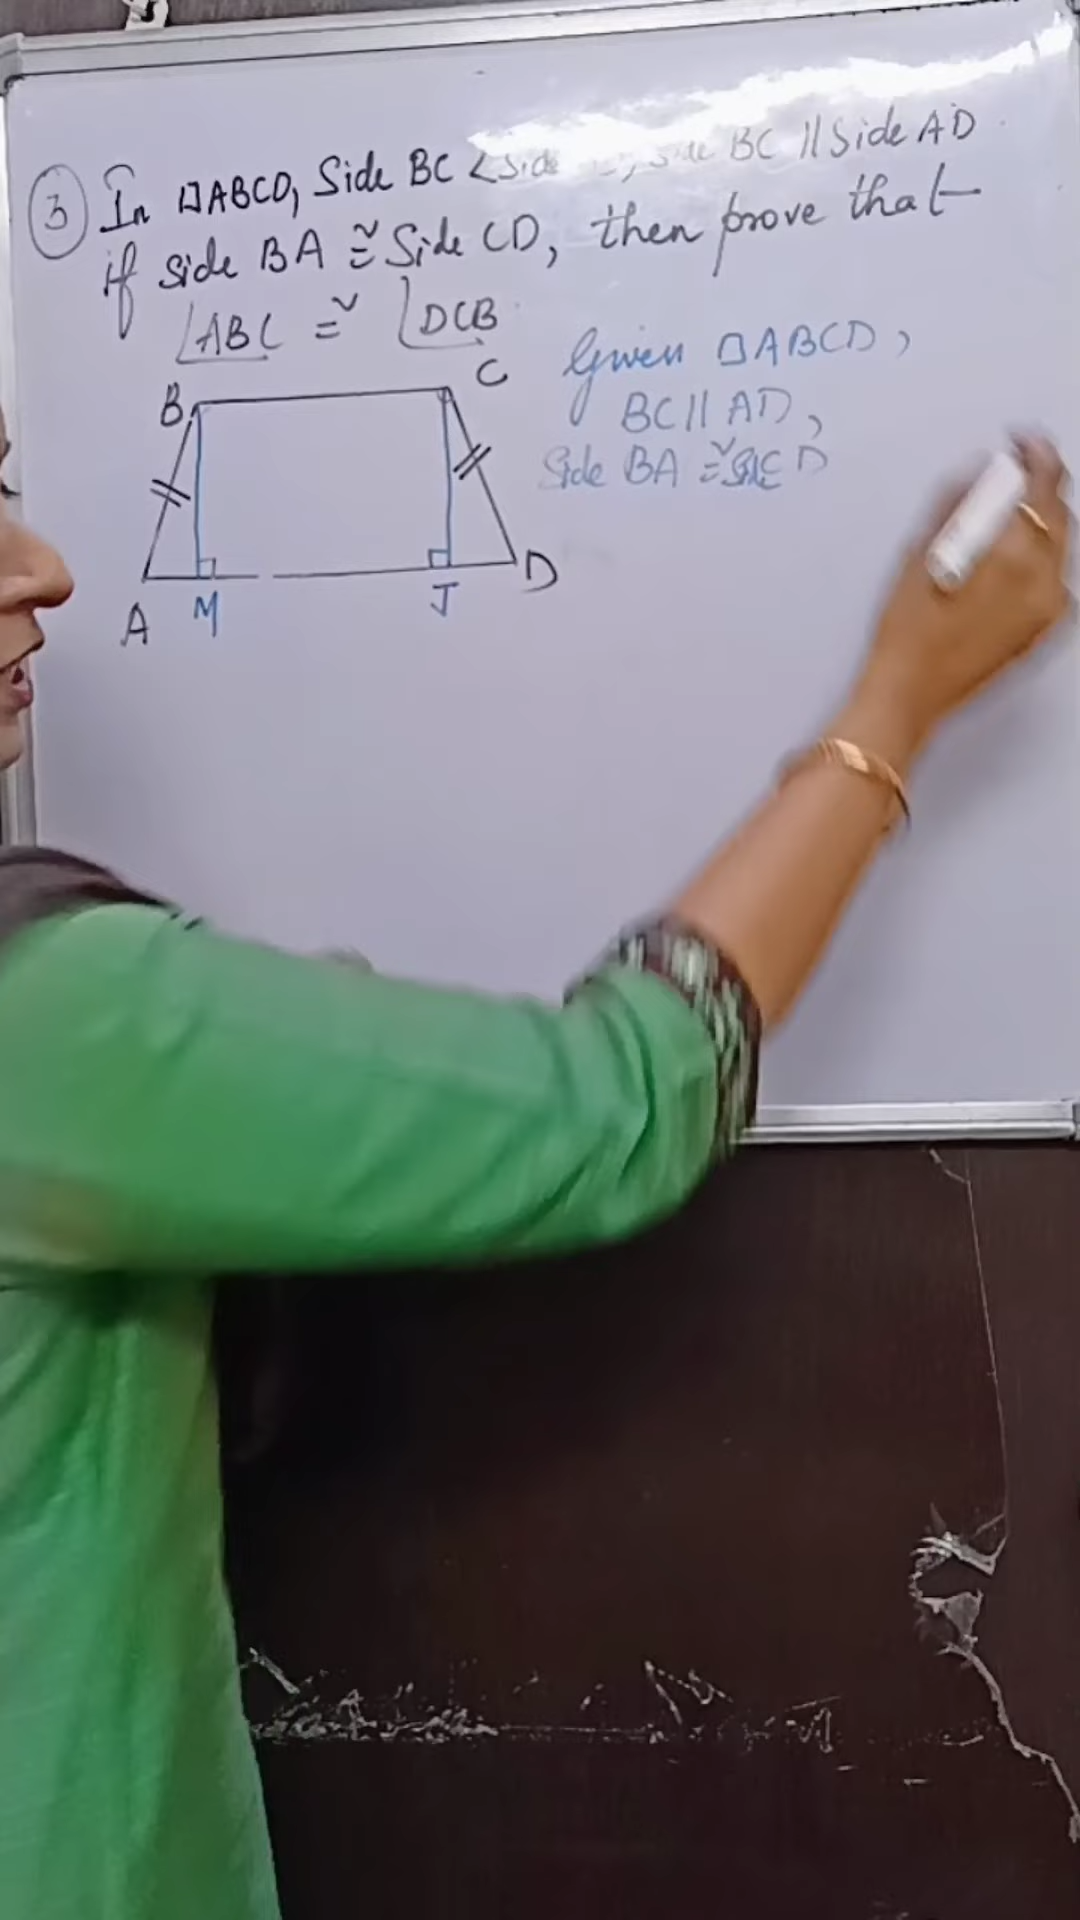 3 In □ABCD, Side BC < Side BC || Side AD
if side BA ≅ Side CD, then prove that
∠ABC ≅ ∠DCB
Given □ABCD,
BC || AD,
Side BA ≅ Side CD
B C
A M J D